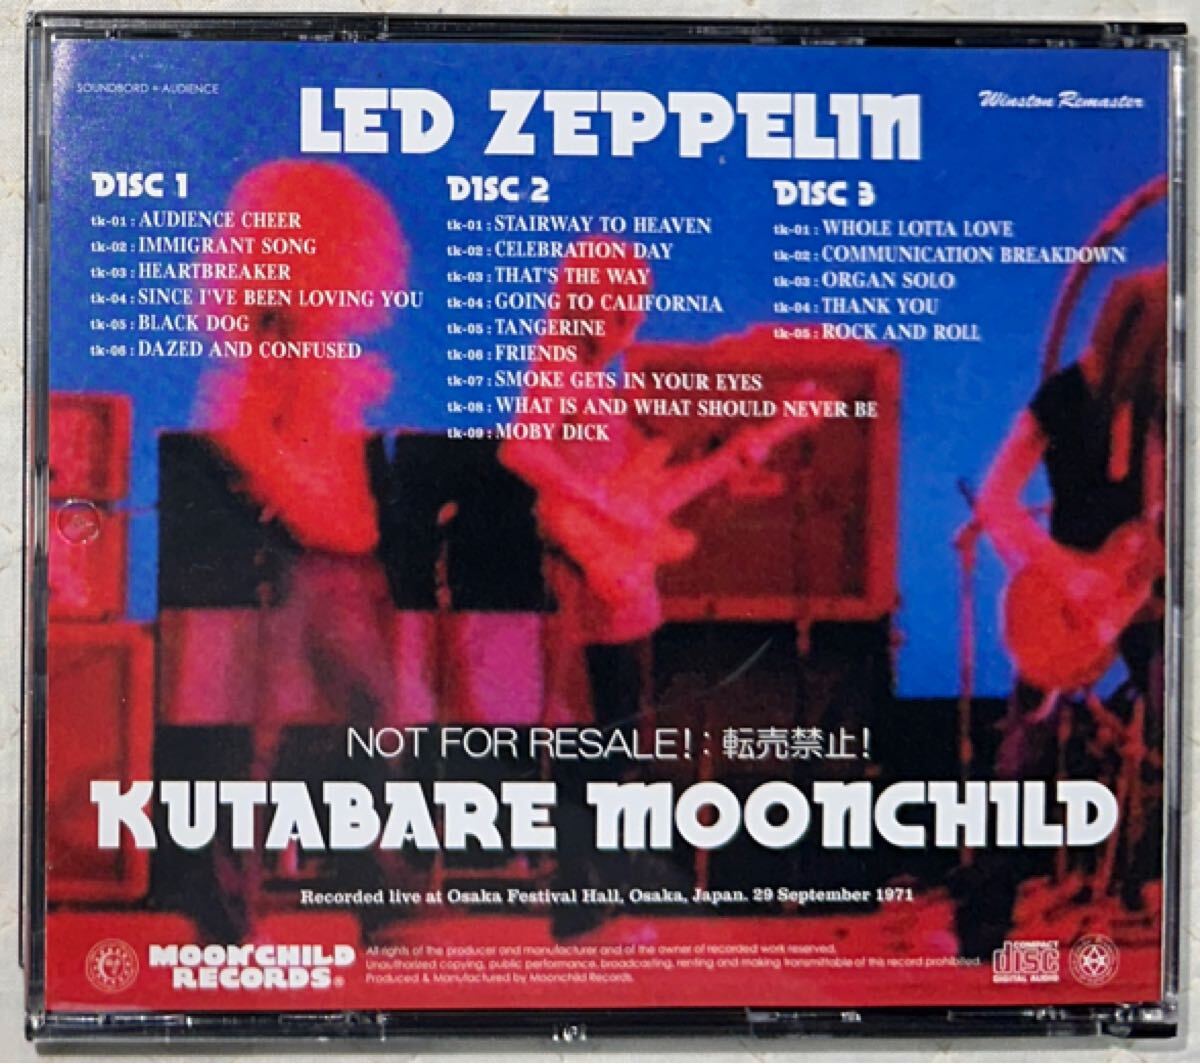 SOUNDBORD + AUDIENCE
LED ZEPPELIN
Winston Remaster
DISC 1
tk-01 : AUDIENCE CHEER
tk-02 : IMMIGRANT SONG
tk-03 : HEARTBREAKER
tk-04 : SINCE I'VE BEEN LOVING YOU
tk-05 : BLACK DOG
tk-06 : DAZED AND CONFUSED
DISC 2
tk-01 : STAIRWAY TO HEAVEN
tk-02 : CELEBRATION DAY
tk-03 : THAT'S THE WAY
tk-04 : GOING TO CALIFORNIA
tk-05 : TANGERINE
tk-06 : FRIENDS
tk-07 : SMOKE GETS IN YOUR EYES
tk-08 : WHAT IS AND WHAT SHOULD NEVER BE
tk-09 : MOBY DICK
DISC 3
tk-01 : WHOLE LOTTA LOVE
tk-02 : COMMUNICATION BREAKDOWN
tk-03 : ORGAN SOLO
tk-04 : THANK YOU
tk-05 : ROCK AND ROLL
NOT FOR RESALE! : 転売禁止!
KUTABARE MOONCHILD
Recorded live at Osaka Festival Hall, Osaka, Japan. 29 September 1971
MOONCHILD
RECORDS®
All rights of the producer and manufacturer and of the owner of recorded work reserved.
Unauthorized copying, public performance, broadcasting, renting and making transmittable of this record prohibited.
Produced & Manufactured by Moonchild Records.
COMPACT
disc
DIGITAL AUDIO